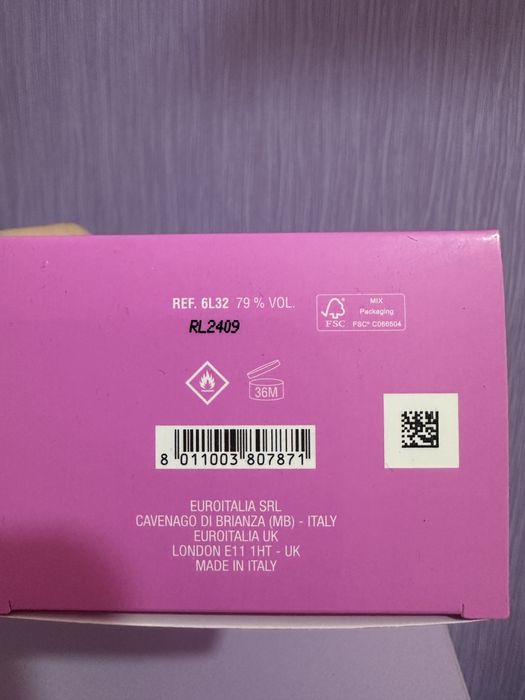 REF. 6L32 79 % VOL.
RL2409
FSC
MIX
Packaging
FSC® C066504
36M
8 011003 807871
EUROITALIA SRL
CAVENAGO DI BRIANZA (MB) - ITALY
EUROITALIA UK
LONDON E11 1HT - UK
MADE IN ITALY